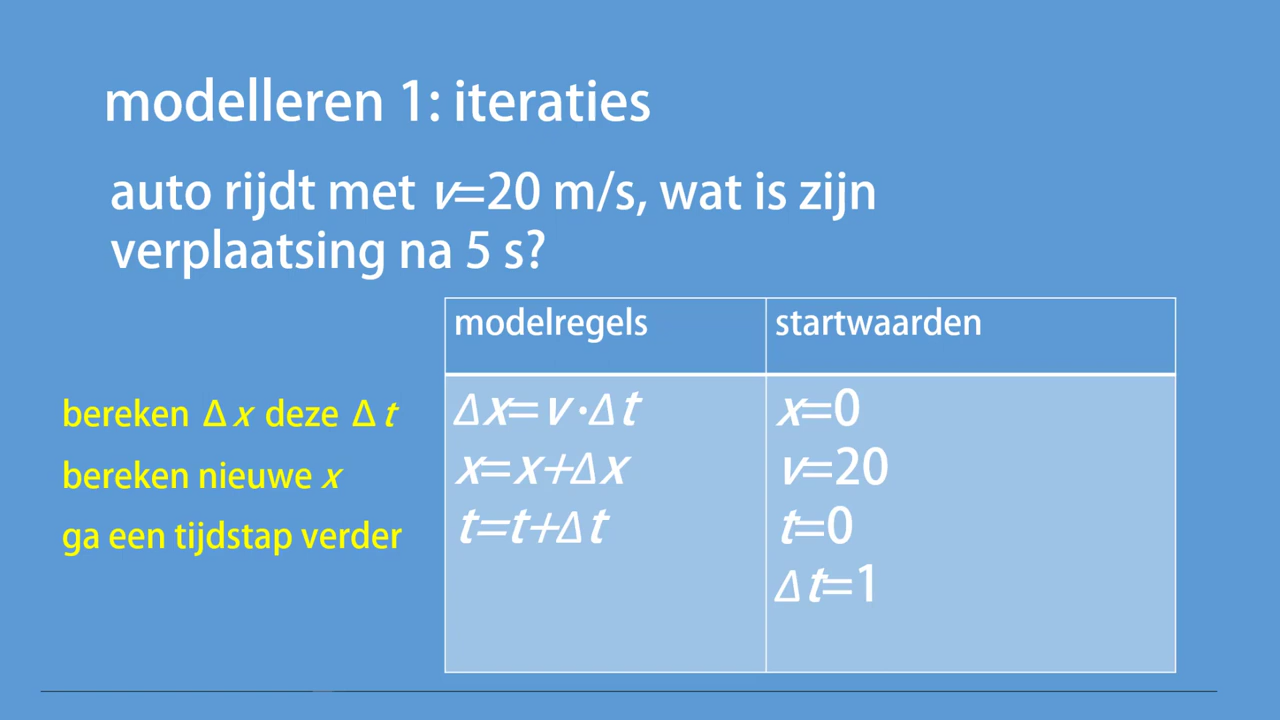 modelleren 1: iteraties
auto rijdt met v=20 m/s, wat is zijn
verplaatsing na 5 s?
modelregels
startwaarden
bereken Δx deze Δt
Δx=v·Δt
x=0
bereken nieuwe x
x=x+Δx
v=20
ga een tijdstap verder
t=t+Δt
t=0
Δt=1